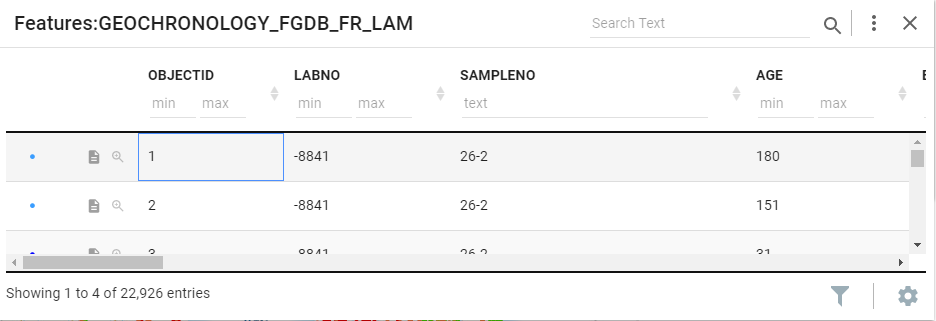 Features:GEOCHRONOLOGY_FGDB_FR_LAM Search Text
OBJECTID LABNO SAMPLENO AGE
min max min max text min max
1 -8841 26-2 180
2 -8841 26-2 151
3 -8841 26-2 31
Showing 1 to 4 of 22,926 entries